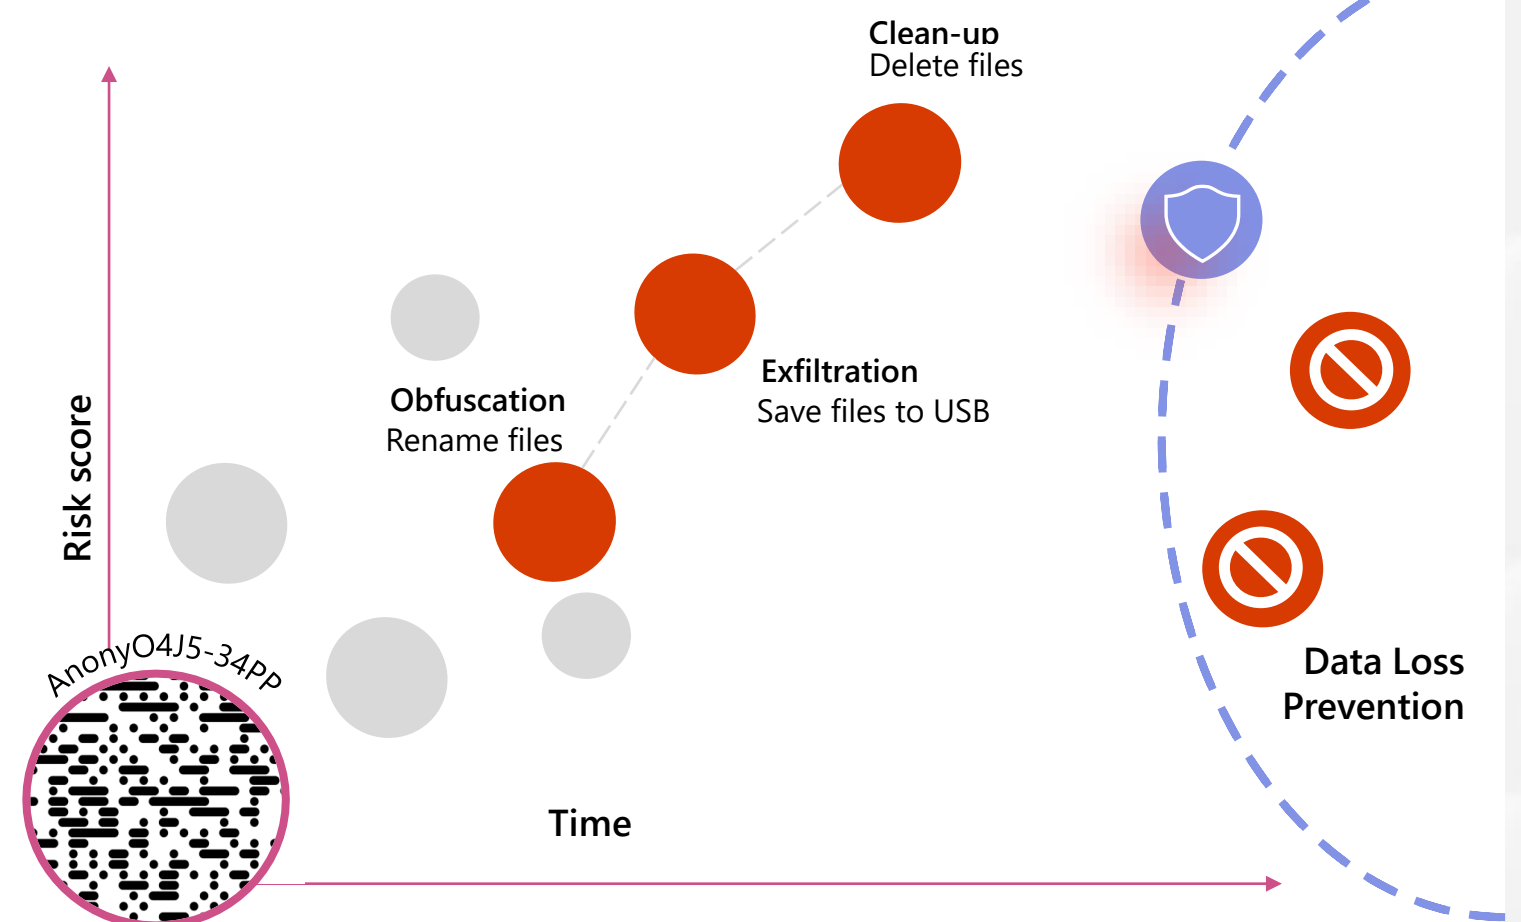 Clean-up
Delete files
Exfiltration
Save files to USB
Obfuscation
Rename files
Risk score
AnonyO4J5-34PP
Data Loss
Prevention
Time